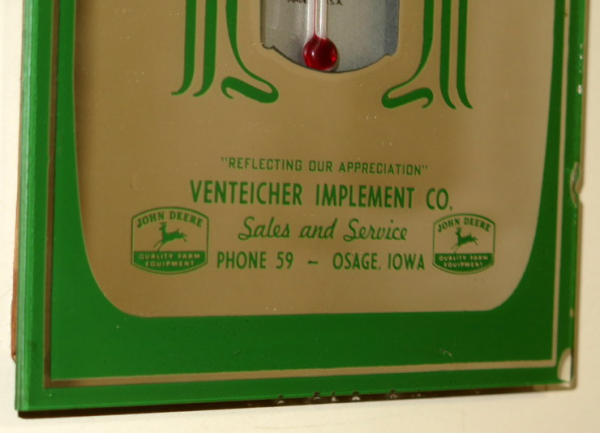 "REFLECTING OUR APPRECIATION"
VENTEICHER IMPLEMENT CO.
Sales and Service
PHONE 59 - OSAGE, IOWA
JOHN DEERE
QUALITY FARM
EQUIPMENT
JOHN DEERE
QUALITY FARM
EQUIPMENT